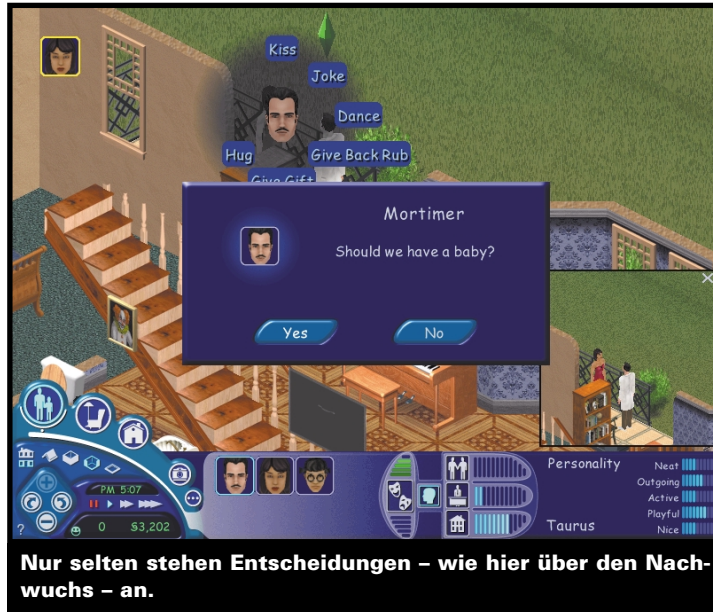 Kiss
Joke
Dance
Hug
Give Back Rub
Give Gift
Mortimer
Should we have a baby?
Yes
No
PM 5:07
?
0 $3,202
Personality
Neat
Outgoing
Active
Playful
Taurus
Nice
Nur selten stehen Entscheidungen – wie hier über den Nach-
wuchs – an.